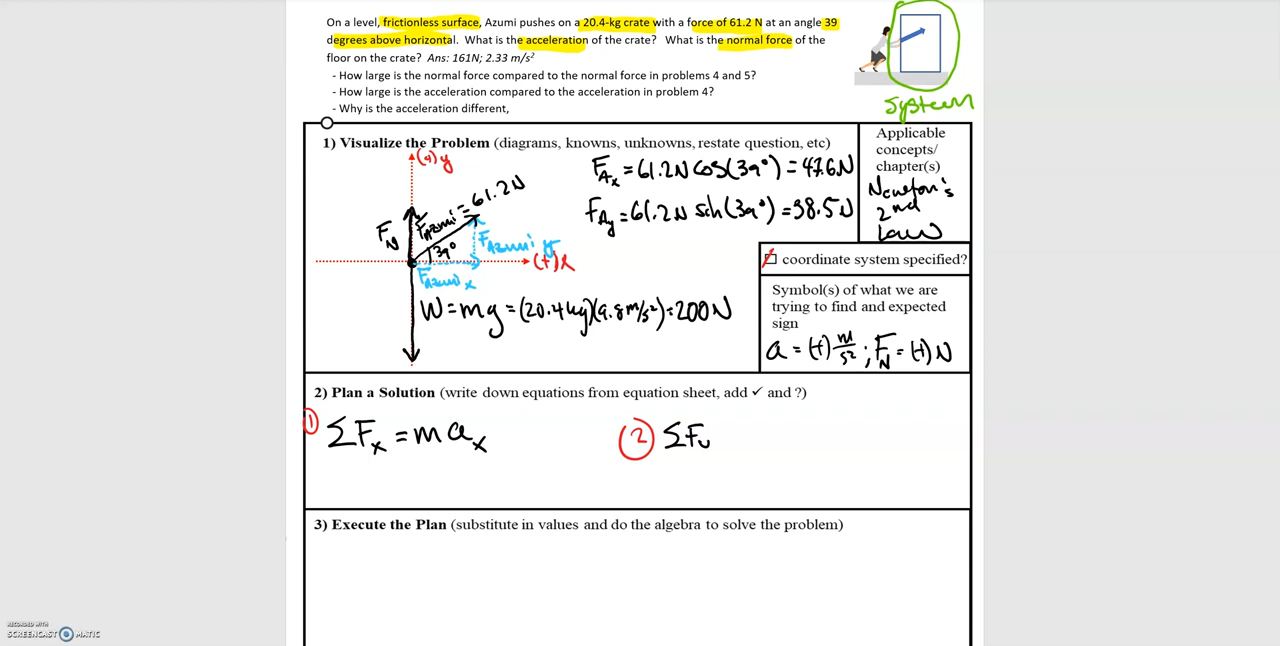 On a level, frictionless surface, Azumi pushes on a 20.4-kg crate with a force of 61.2 N at an angle 39
degrees above horizontal. What is the acceleration of the crate? What is the normal force of the
floor on the crate? Ans: 161N; 2.33 m/s²
- How large is the normal force compared to the normal force in problems 4 and 5?
- How large is the acceleration compared to the acceleration in problem 4?
- Why is the acceleration different,
System
1) Visualize the Problem (diagrams, knowns, unknowns, restate question, etc)
(+) y
F_Ax = 61.2N cos(39°) = 47.6N
F_Ay = 61.2N sin(39°) = 38.5N
F_N
F_Azumi = 61.2N
39°
F_Azumi y
F_Azumi x
(+) x
W = mg = (20.4 kg)(9.8 m/s²) = 200N
Applicable
concepts/
chapter(s)
Newton's
2nd
Law
coordinate system specified?
Symbol(s) of what we are
trying to find and expected
sign
a = (+) m/s² ; F_N = (+) N
2) Plan a Solution (write down equations from equation sheet, add ✓ and ?)
① ΣF_x = m a_x
② ΣF
3) Execute the Plan (substitute in values and do the algebra to solve the problem)
RECORDED WITH
SCREENCAST MATIC